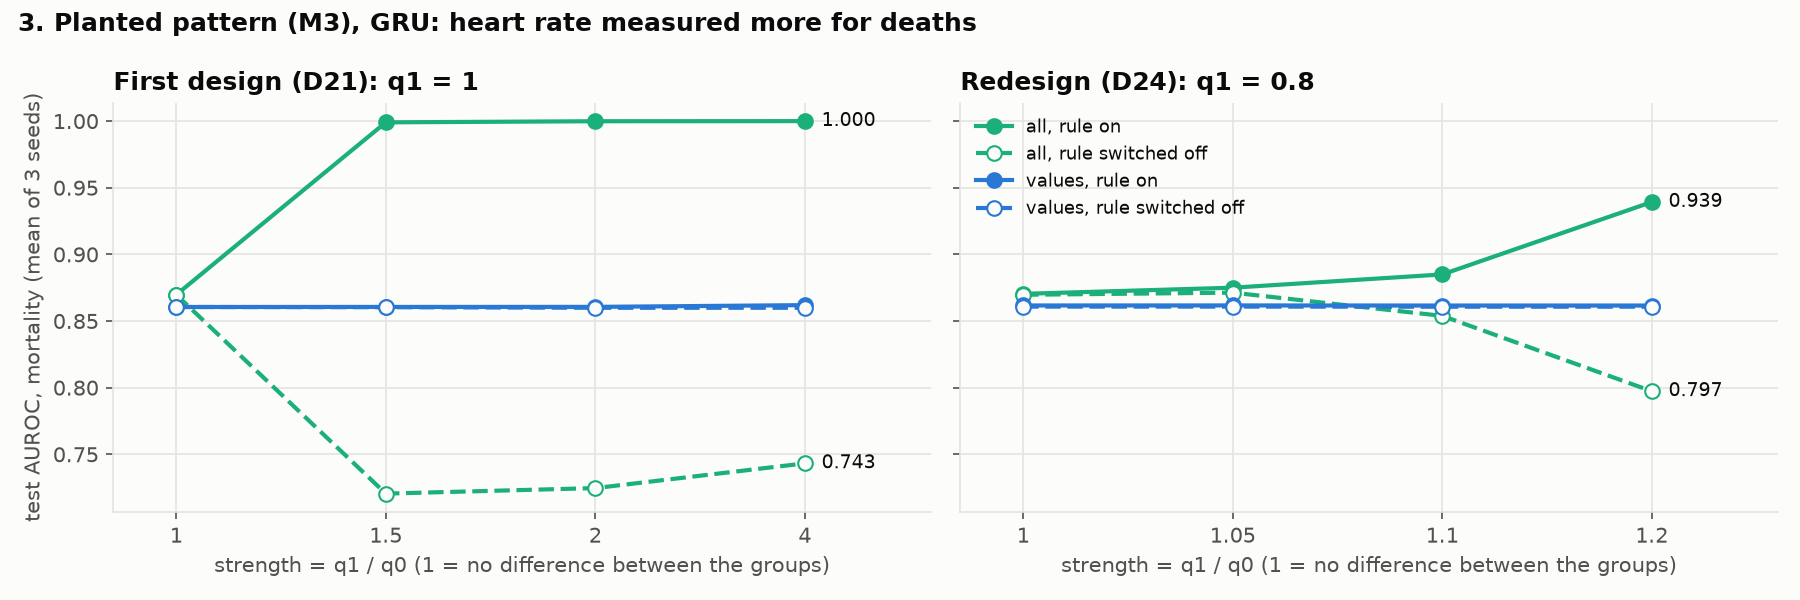 3. Planted pattern (M3), GRU: heart rate measured more for deaths
First design (D21): q1 = 1
test AUROC, mortality (mean of 3 seeds)
1.00
0.95
0.90
0.85
0.80
0.75
1.000
0.743
1
1.5
2
4
strength = q1 / q0 (1 = no difference between the groups)
Redesign (D24): q1 = 0.8
all, rule on
all, rule switched off
values, rule on
values, rule switched off
0.939
0.797
1
1.05
1.1
1.2
strength = q1 / q0 (1 = no difference between the groups)